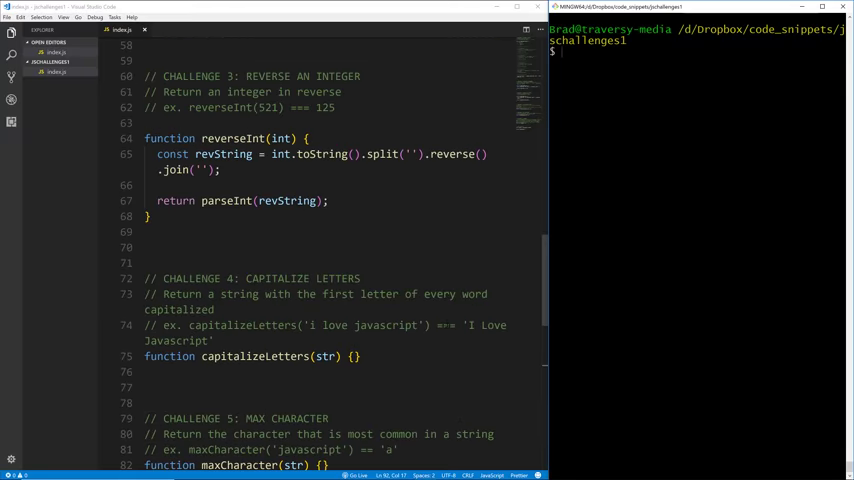 index.js - jschallenges1 - Visual Studio Code
File Edit Selection View Go Debug Tasks Help
EXPLORER
OPEN EDITORS
index.js
JSCHALLENGES1
index.js
index.js
58
59
60 // CHALLENGE 3: REVERSE AN INTEGER
61 // Return an integer in reverse
62 // ex. reverseInt(521) === 125
63
64 function reverseInt(int) {
65 const revString = int.toString().split('').reverse()
.join('');
66
67 return parseInt(revString);
68 }
69
70
71
72 // CHALLENGE 4: CAPITALIZE LETTERS
73 // Return a string with the first letter of every word
capitalized
74 // ex. capitalizeLetters('i love javascript') === 'I Love
Javascript'
75 function capitalizeLetters(str) {}
76
77
78
79 // CHALLENGE 5: MAX CHARACTER
80 // Return the character that is most common in a string
81 // ex. maxCharacter('javascript') == 'a'
82 function maxCharacter(str) {}
0 0 Go Live Ln 92, Col 17 Spaces: 2 UTF-8 CRLF JavaScript Prettier
MINGW64:/d/Dropbox/code_snippets/jschallenges1
Brad@traversy-media /d/Dropbox/code_snippets/j
schallenges1
$